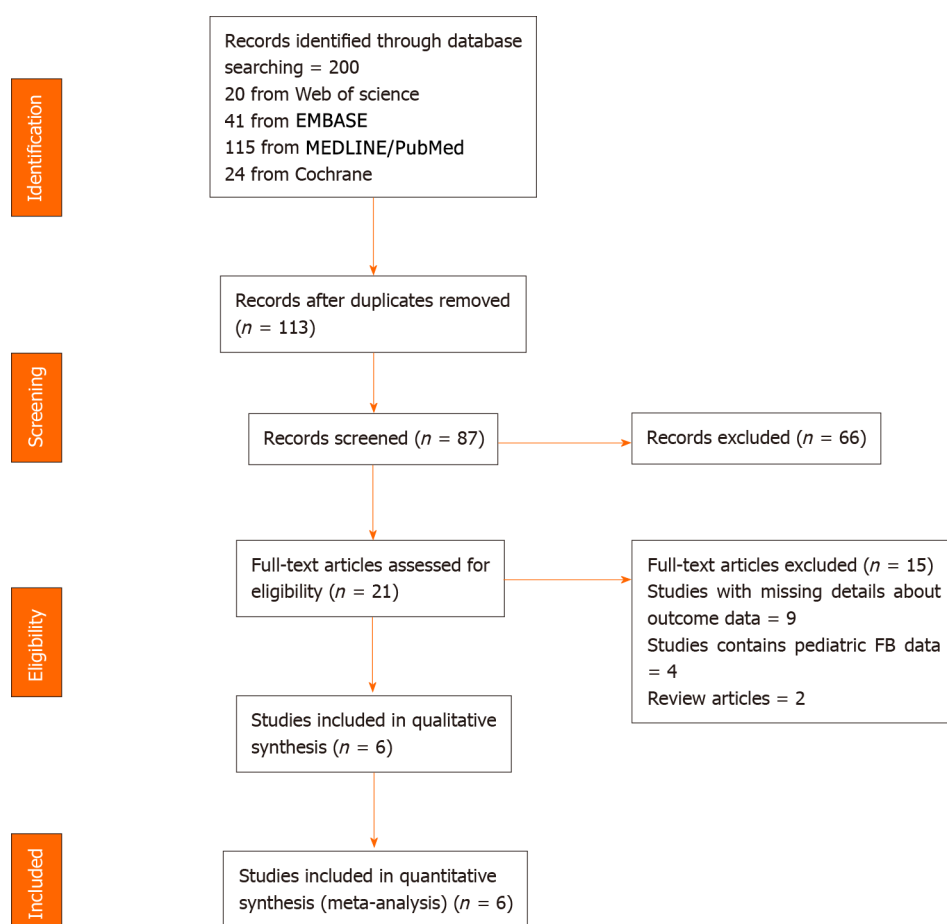 Identification
Records identified through database
searching = 200
20 from Web of science
41 from EMBASE
115 from MEDLINE/PubMed
24 from Cochrane
Records after duplicates removed
(n = 113)
Screening
Records screened (n = 87)
Records excluded (n = 66)
Eligibility
Full-text articles assessed for
eligibility (n = 21)
Full-text articles excluded (n = 15)
Studies with missing details about
outcome data = 9
Studies contains pediatric FB data
= 4
Review articles = 2
Studies included in qualitative
synthesis (n = 6)
Included
Studies included in quantitative
synthesis (meta-analysis) (n = 6)